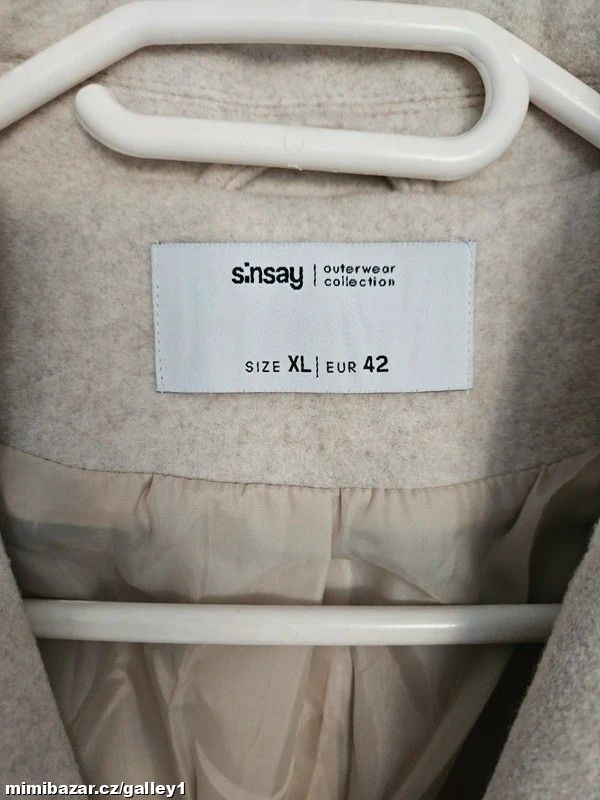 sinsay | outerwear
collection
SIZE XL | EUR 42
mimibazar.cz/galley1